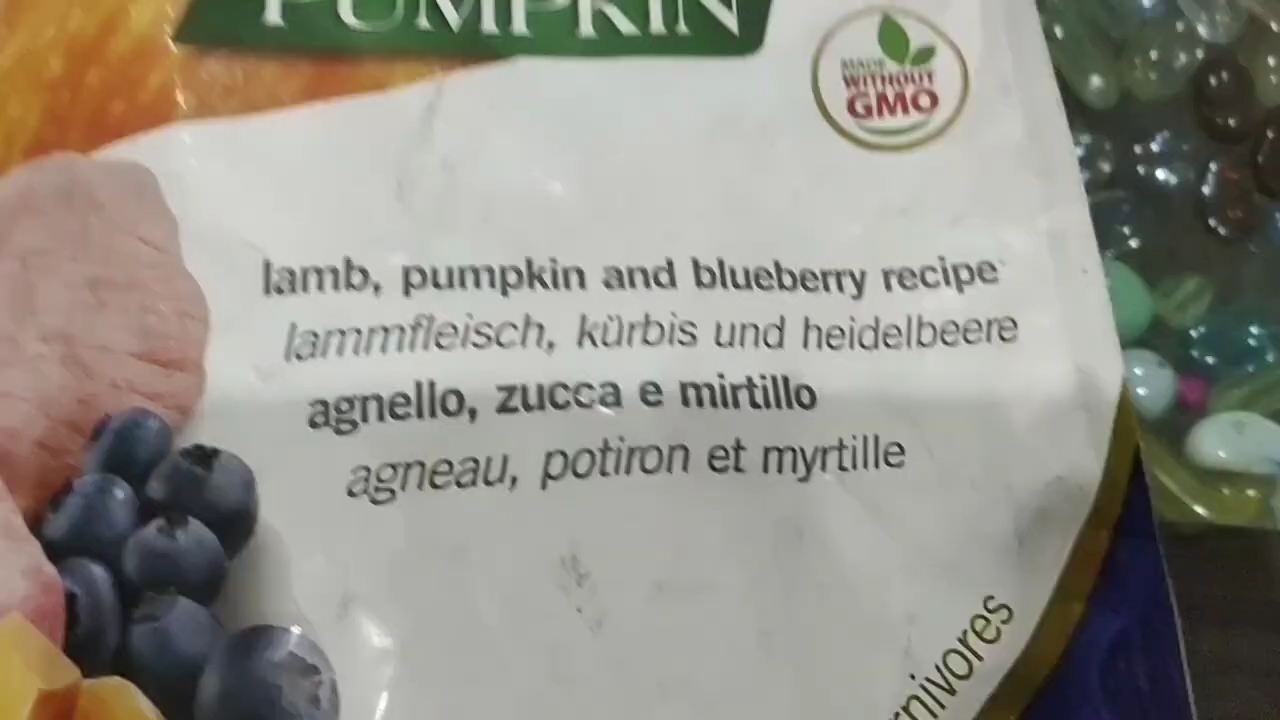 PUMPKIN
MADE
WITHOUT
GMO
lamb, pumpkin and blueberry recipe
lammfleisch, kürbis und heidelbeere
agnello, zucca e mirtillo
agneau, potiron et myrtille
rnivores